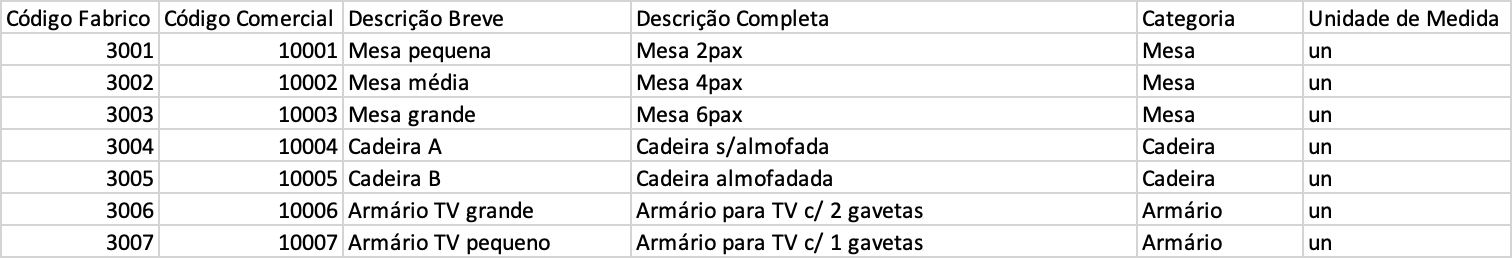 Código Fabrico Código Comercial Descrição Breve Descrição Completa Categoria Unidade de Medida
3001 10001 Mesa pequena Mesa 2pax Mesa un
3002 10002 Mesa média Mesa 4pax Mesa un
3003 10003 Mesa grande Mesa 6pax Mesa un
3004 10004 Cadeira A Cadeira s/almofada Cadeira un
3005 10005 Cadeira B Cadeira almofadada Cadeira un
3006 10006 Armário TV grande Armário para TV c/ 2 gavetas Armário un
3007 10007 Armário TV pequeno Armário para TV c/ 1 gavetas Armário un